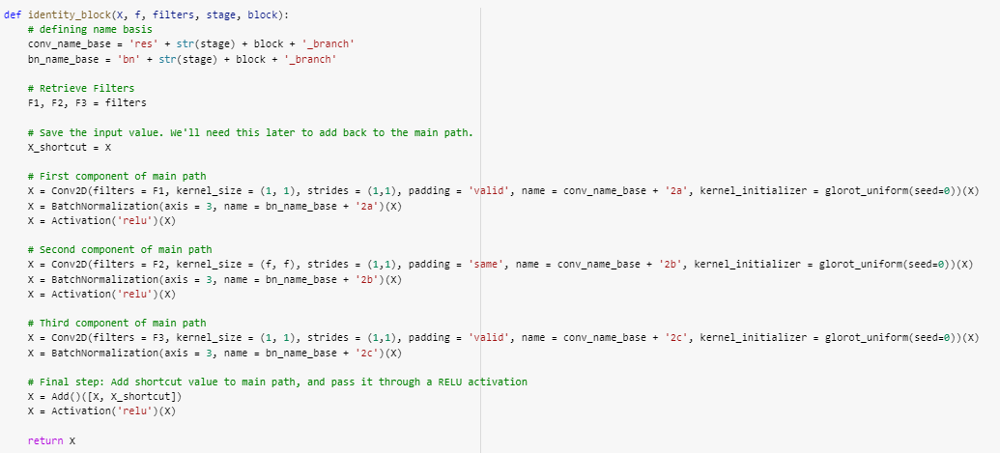 def identity_block(X, f, filters, stage, block):
    # defining name basis
    conv_name_base = 'res' + str(stage) + block + '_branch'
    bn_name_base = 'bn' + str(stage) + block + '_branch'

    # Retrieve Filters
    F1, F2, F3 = filters

    # Save the input value. We'll need this later to add back to the main path.
    X_shortcut = X

    # First component of main path
    X = Conv2D(filters = F1, kernel_size = (1, 1), strides = (1,1), padding = 'valid', name = conv_name_base + '2a', kernel_initializer = glorot_uniform(seed=0))(X)
    X = BatchNormalization(axis = 3, name = bn_name_base + '2a')(X)
    X = Activation('relu')(X)

    # Second component of main path
    X = Conv2D(filters = F2, kernel_size = (f, f), strides = (1,1), padding = 'same', name = conv_name_base + '2b', kernel_initializer = glorot_uniform(seed=0))(X)
    X = BatchNormalization(axis = 3, name = bn_name_base + '2b')(X)
    X = Activation('relu')(X)

    # Third component of main path
    X = Conv2D(filters = F3, kernel_size = (1, 1), strides = (1,1), padding = 'valid', name = conv_name_base + '2c', kernel_initializer = glorot_uniform(seed=0))(X)
    X = BatchNormalization(axis = 3, name = bn_name_base + '2c')(X)

    # Final step: Add shortcut value to main path, and pass it through a RELU activation
    X = Add()([X, X_shortcut])
    X = Activation('relu')(X)

    return X